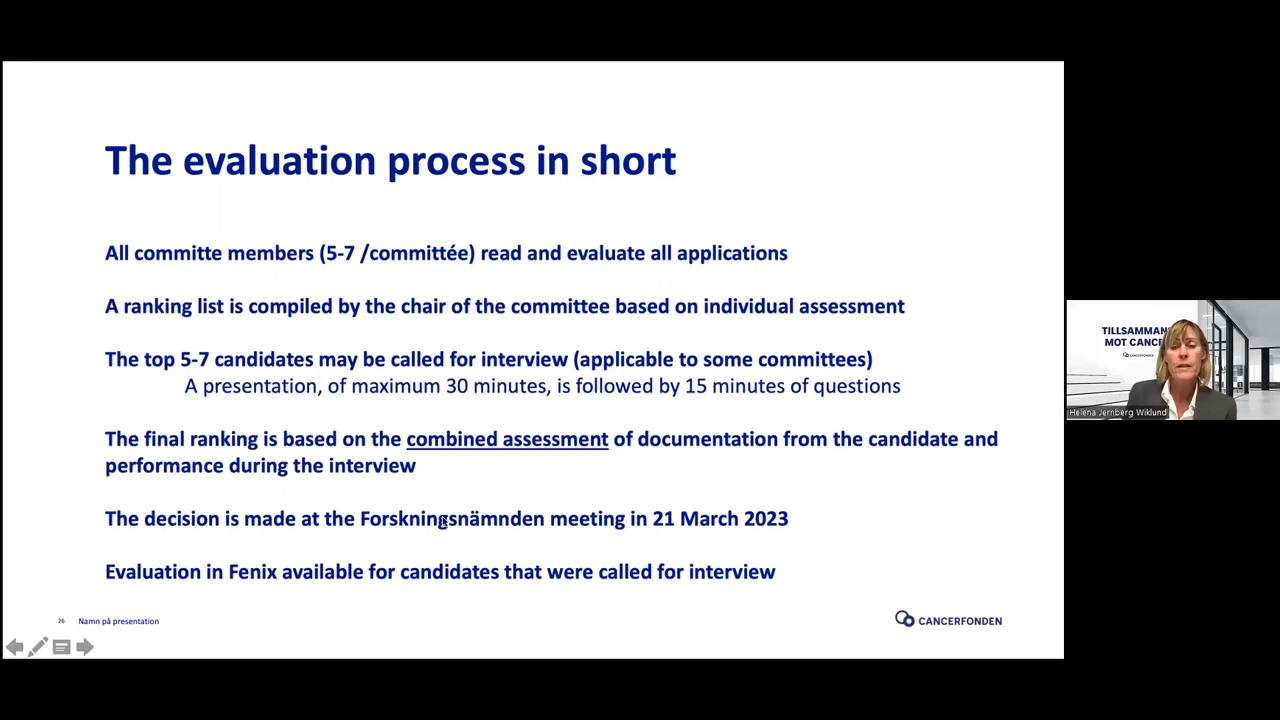 The evaluation process in short
All committe members (5-7 /committée) read and evaluate all applications
A ranking list is compiled by the chair of the committee based on individual assessment
The top 5-7 candidates may be called for interview (applicable to some committees)
A presentation, of maximum 30 minutes, is followed by 15 minutes of questions
The final ranking is based on the combined assessment of documentation from the candidate and
performance during the interview
The decision is made at the Forskningsnämnden meeting in 21 March 2023
Evaluation in Fenix available for candidates that were called for interview
26 Namn på presentation
CANCERFONDEN
TILLSAMMAN
MOT CANC
CANCERFONDEN
Helena Jernberg Wiklund